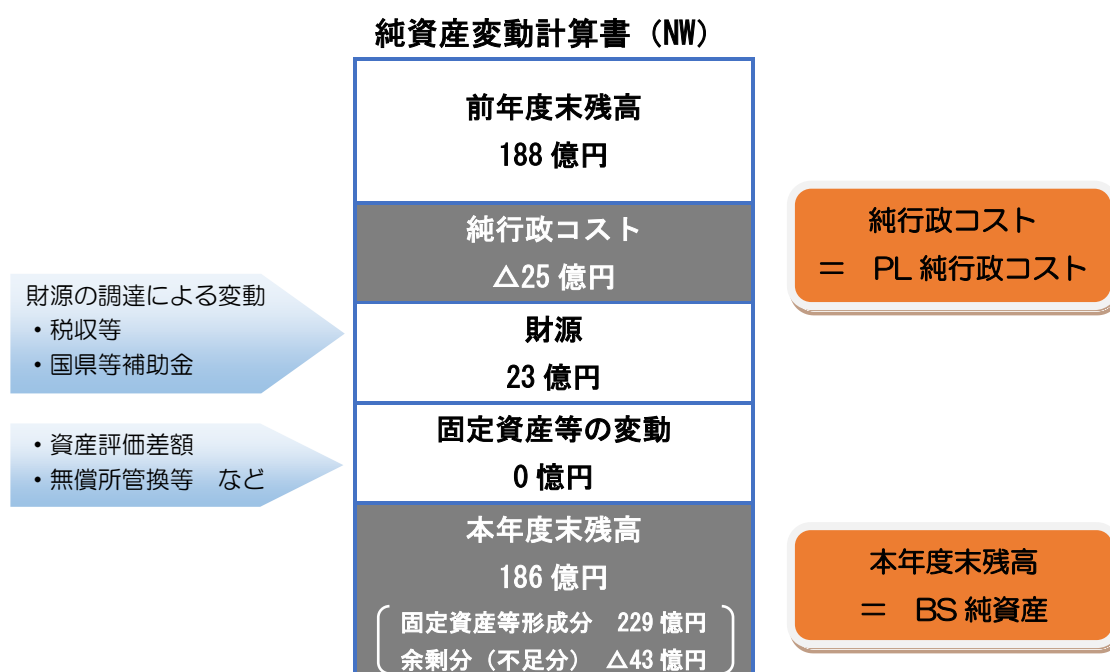 純資産変動計算書（NW）
前年度末残高
188 億円
純行政コスト
△25 億円
財源
23 億円
固定資産等の変動
0 憶円
本年度末残高
186 億円
固定資産等形成分　229 億円
余剰分（不足分）　△43 億円
財源の調達による変動
・税収等
・国県等補助金
・資産評価差額
・無償所管換等　など
純行政コスト
＝　PL 純行政コスト
本年度末残高
＝　BS 純資産